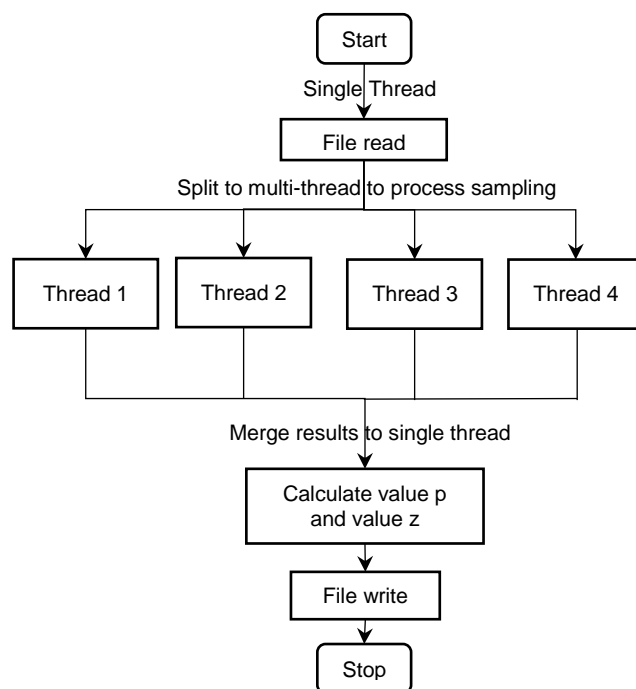 Start
Single Thread
File read
Split to multi-thread to process sampling
Thread 1
Thread 2
Thread 3
Thread 4
Merge results to single thread
Calculate value p
and value z
File write
Stop